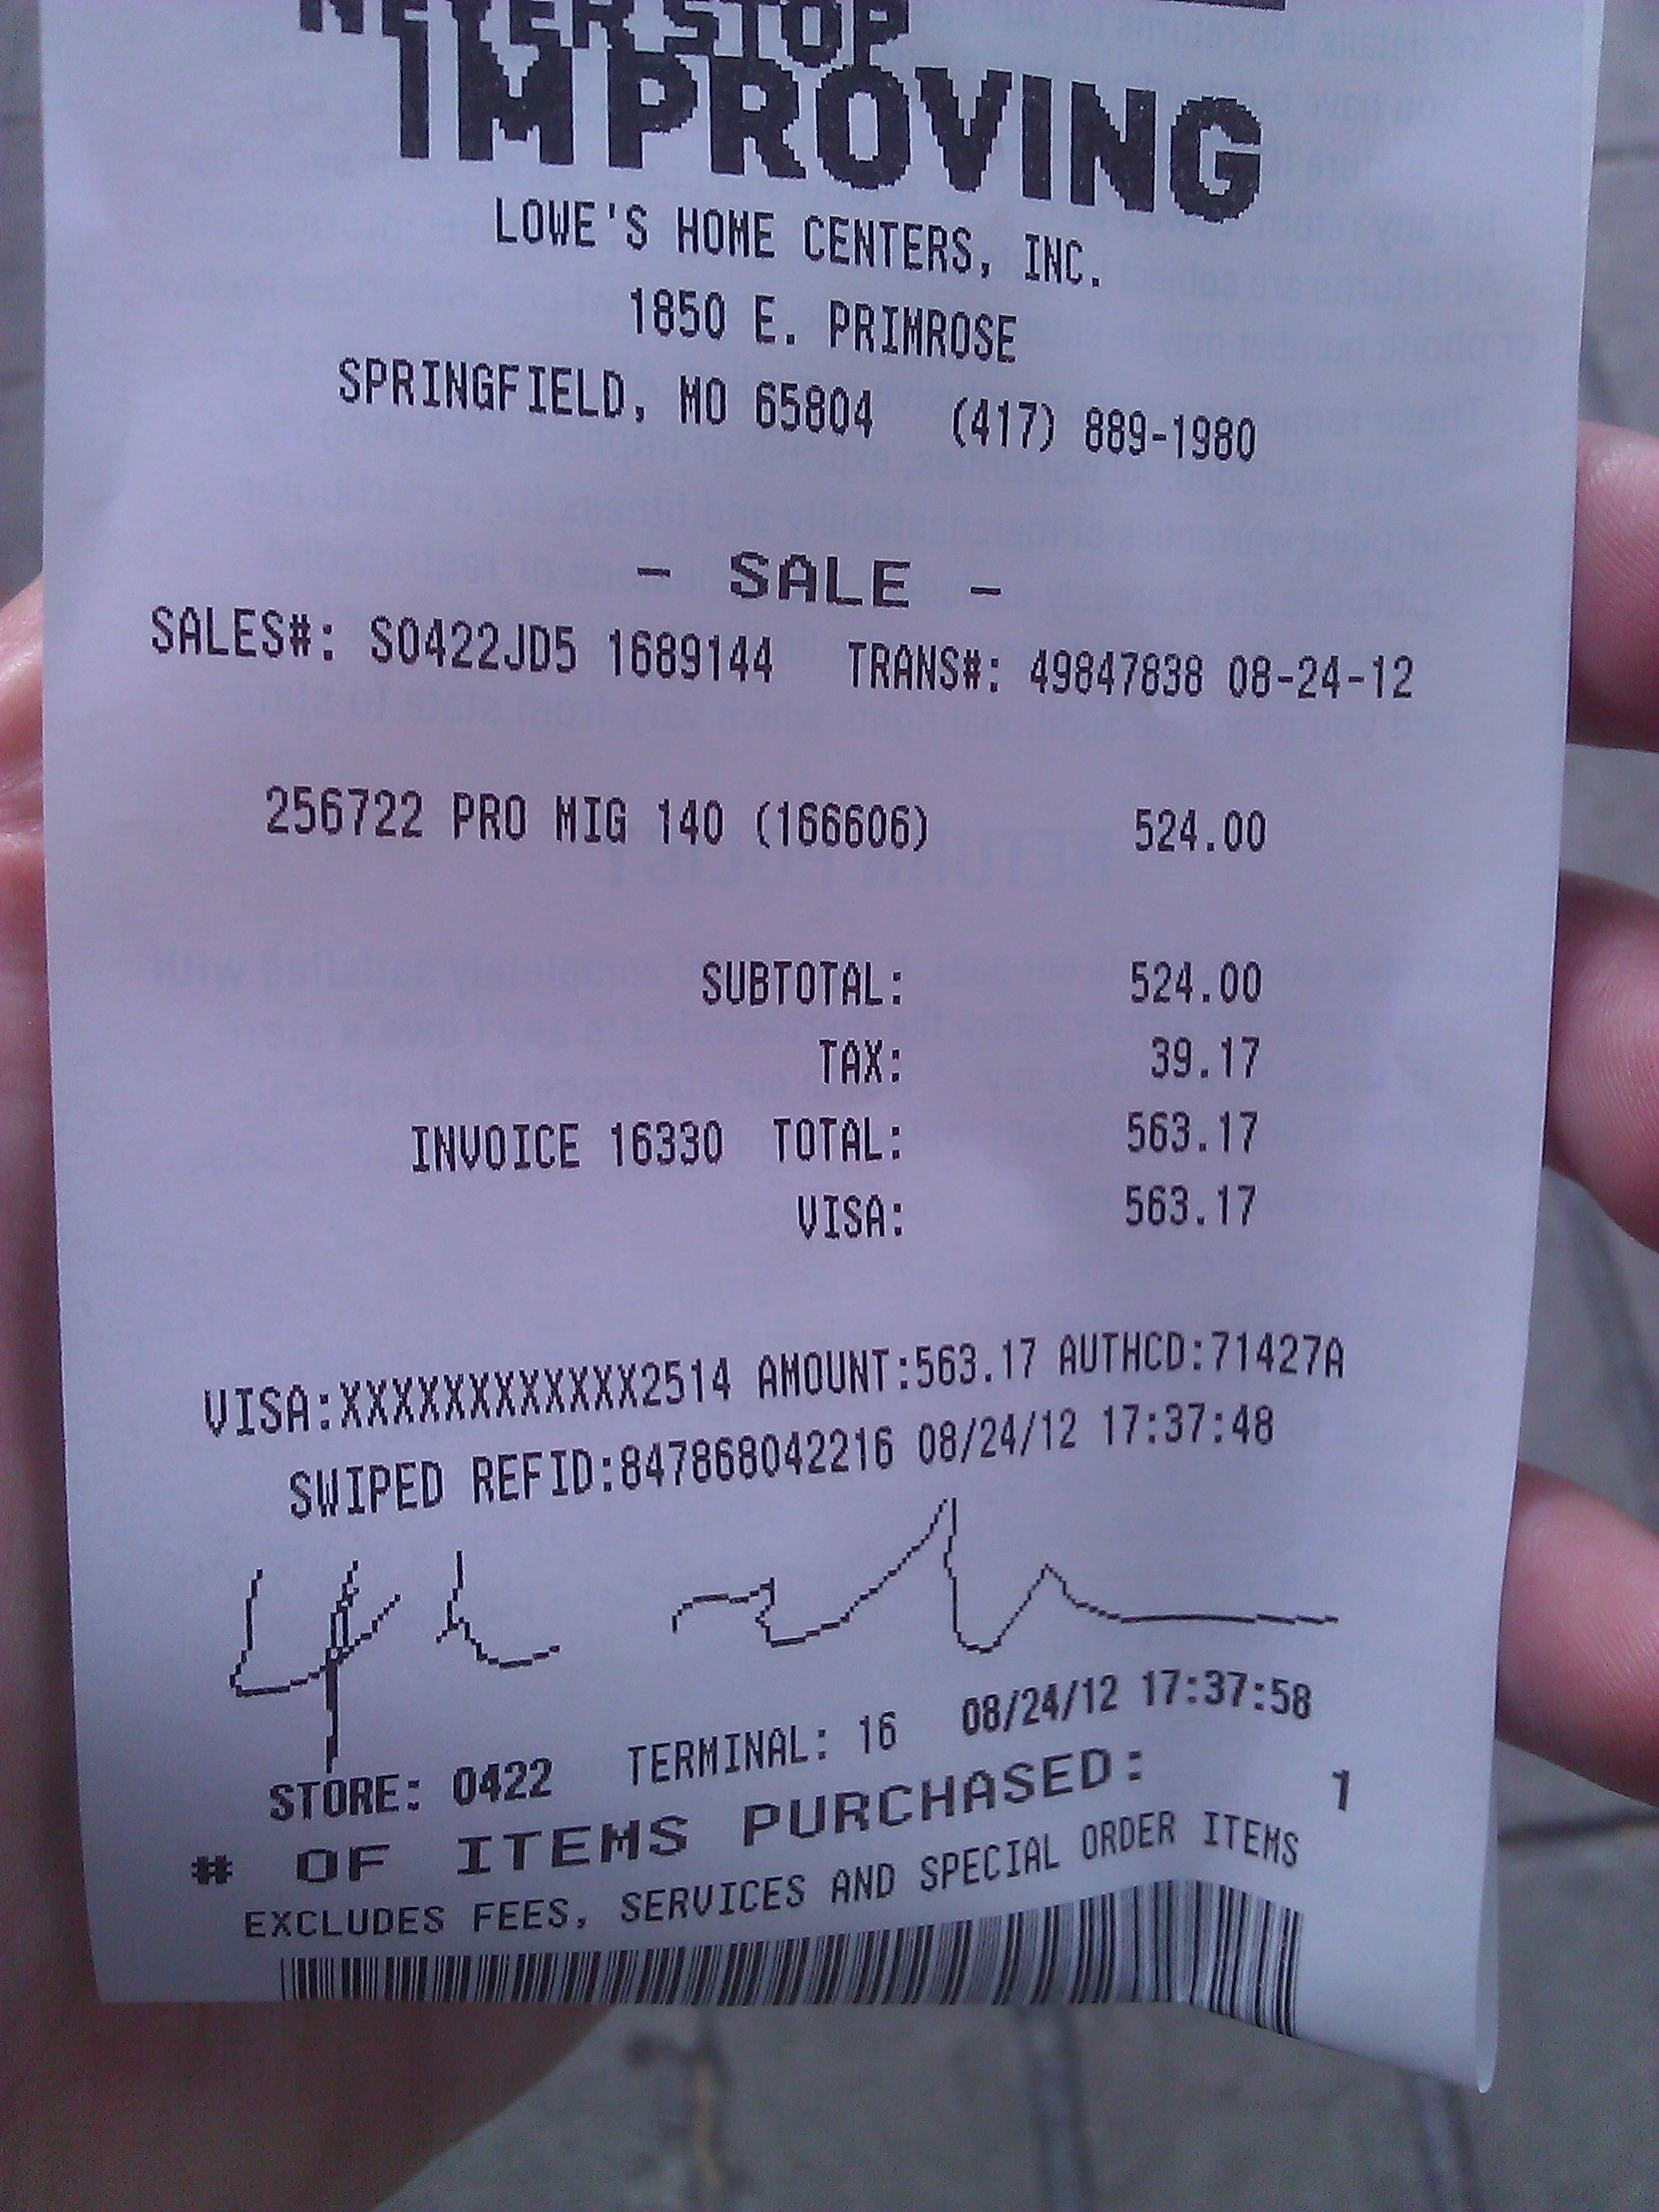 NEVER STOP
IMPROVING
LOWE'S HOME CENTERS, INC.
1850 E. PRIMROSE
SPRINGFIELD, MO 65804 (417) 889-1980
- SALE -
SALES#: S0422JD5 1689144 TRANS#: 49847838 08-24-12
256722 PRO MIG 140 (166606) 524.00
SUBTOTAL: 524.00
TAX: 39.17
INVOICE 16330 TOTAL: 563.17
VISA: 563.17
VISA:XXXXXXXXXXXX2514 AMOUNT:563.17 AUTHCD:71427A
SWIPED REFID:847868042216 08/24/12 17:37:48
STORE: 0422 TERMINAL: 16 08/24/12 17:37:58
# OF ITEMS PURCHASED: 1
EXCLUDES FEES, SERVICES AND SPECIAL ORDER ITEMS